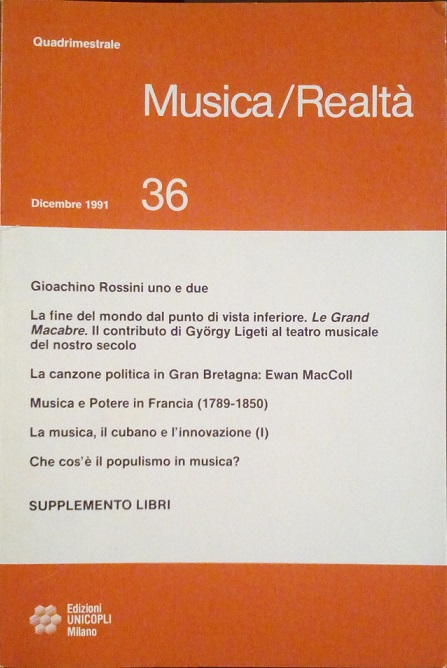 Quadrimestrale
Musica/Realtà
Dicembre 1991 36
Gioachino Rossini uno e due
La fine del mondo dal punto di vista inferiore. Le Grand
Macabre. Il contributo di György Ligeti al teatro musicale
del nostro secolo
La canzone politica in Gran Bretagna: Ewan MacColl
Musica e Potere in Francia (1789-1850)
La musica, il cubano e l'innovazione (I)
Che cos'è il populismo in musica?
SUPPLEMENTO LIBRI
Edizioni
UNICOPLI
Milano